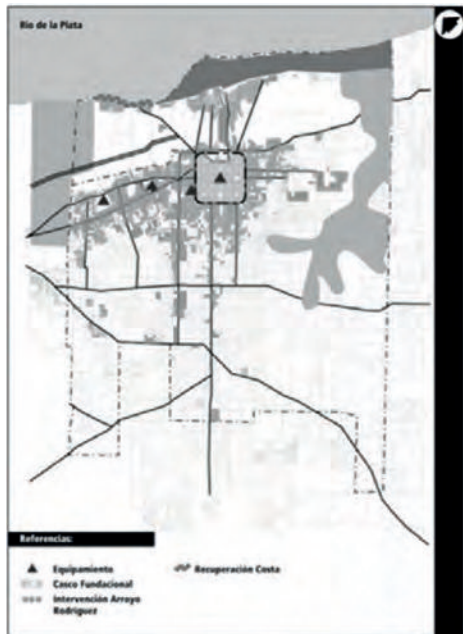 Río de la Plata
Referencias:
Equipamiento
Casco Fundacional
Intervención Arroyo
Rodríguez
Recuperación Costa